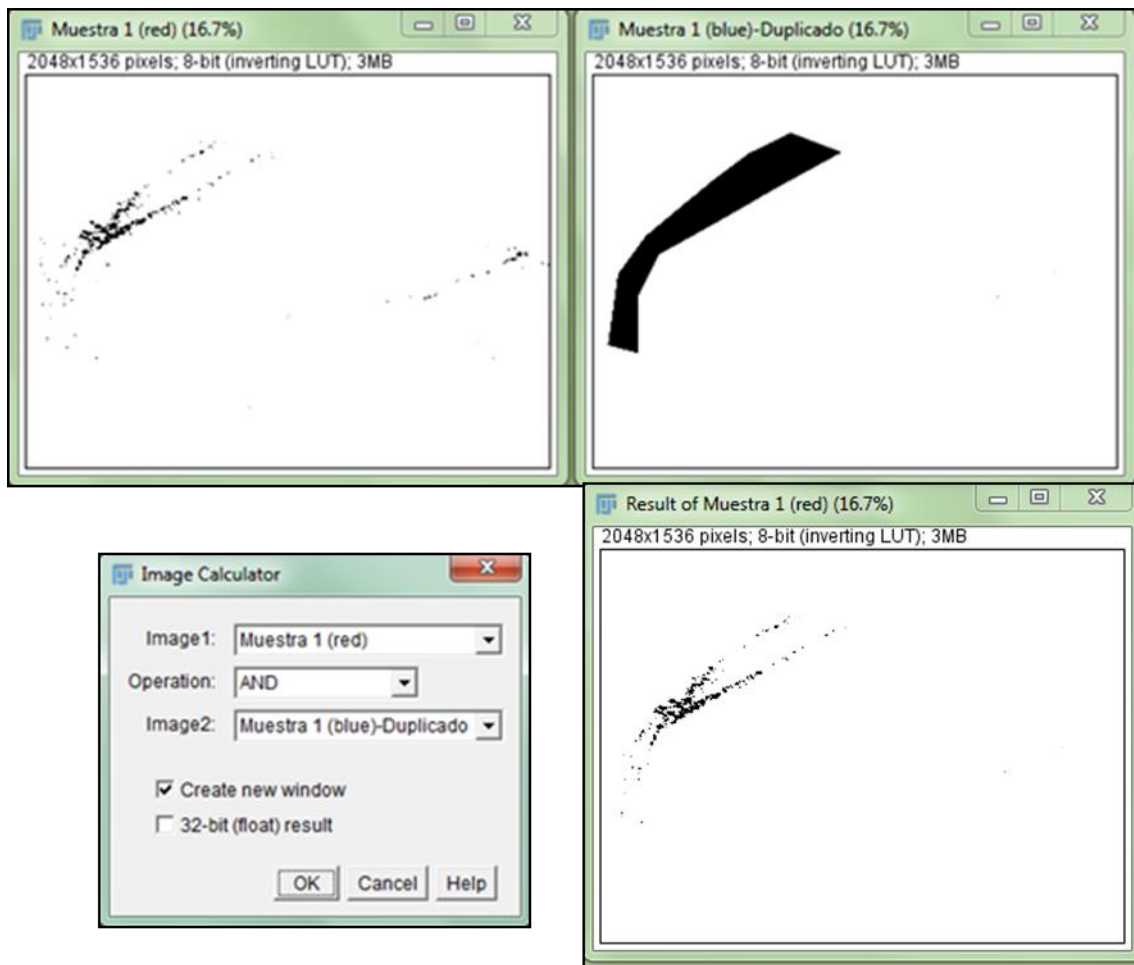 Muestra 1 (red) (16.7%)
2048x1536 pixels; 8-bit (inverting LUT); 3MB
Muestra 1 (blue)-Duplicado (16.7%)
2048x1536 pixels; 8-bit (inverting LUT); 3MB
Result of Muestra 1 (red) (16.7%)
2048x1536 pixels; 8-bit (inverting LUT); 3MB
Image Calculator
Image1: Muestra 1 (red)
Operation: AND
Image2: Muestra 1 (blue)-Duplicado
Create new window
32-bit (float) result
OK Cancel Help